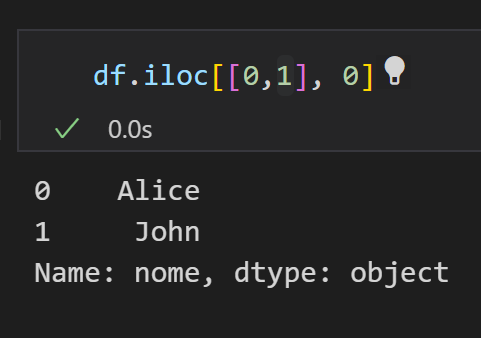 df.iloc[[0,1], 0]
0.0s
0    Alice
1     John
Name: nome, dtype: object